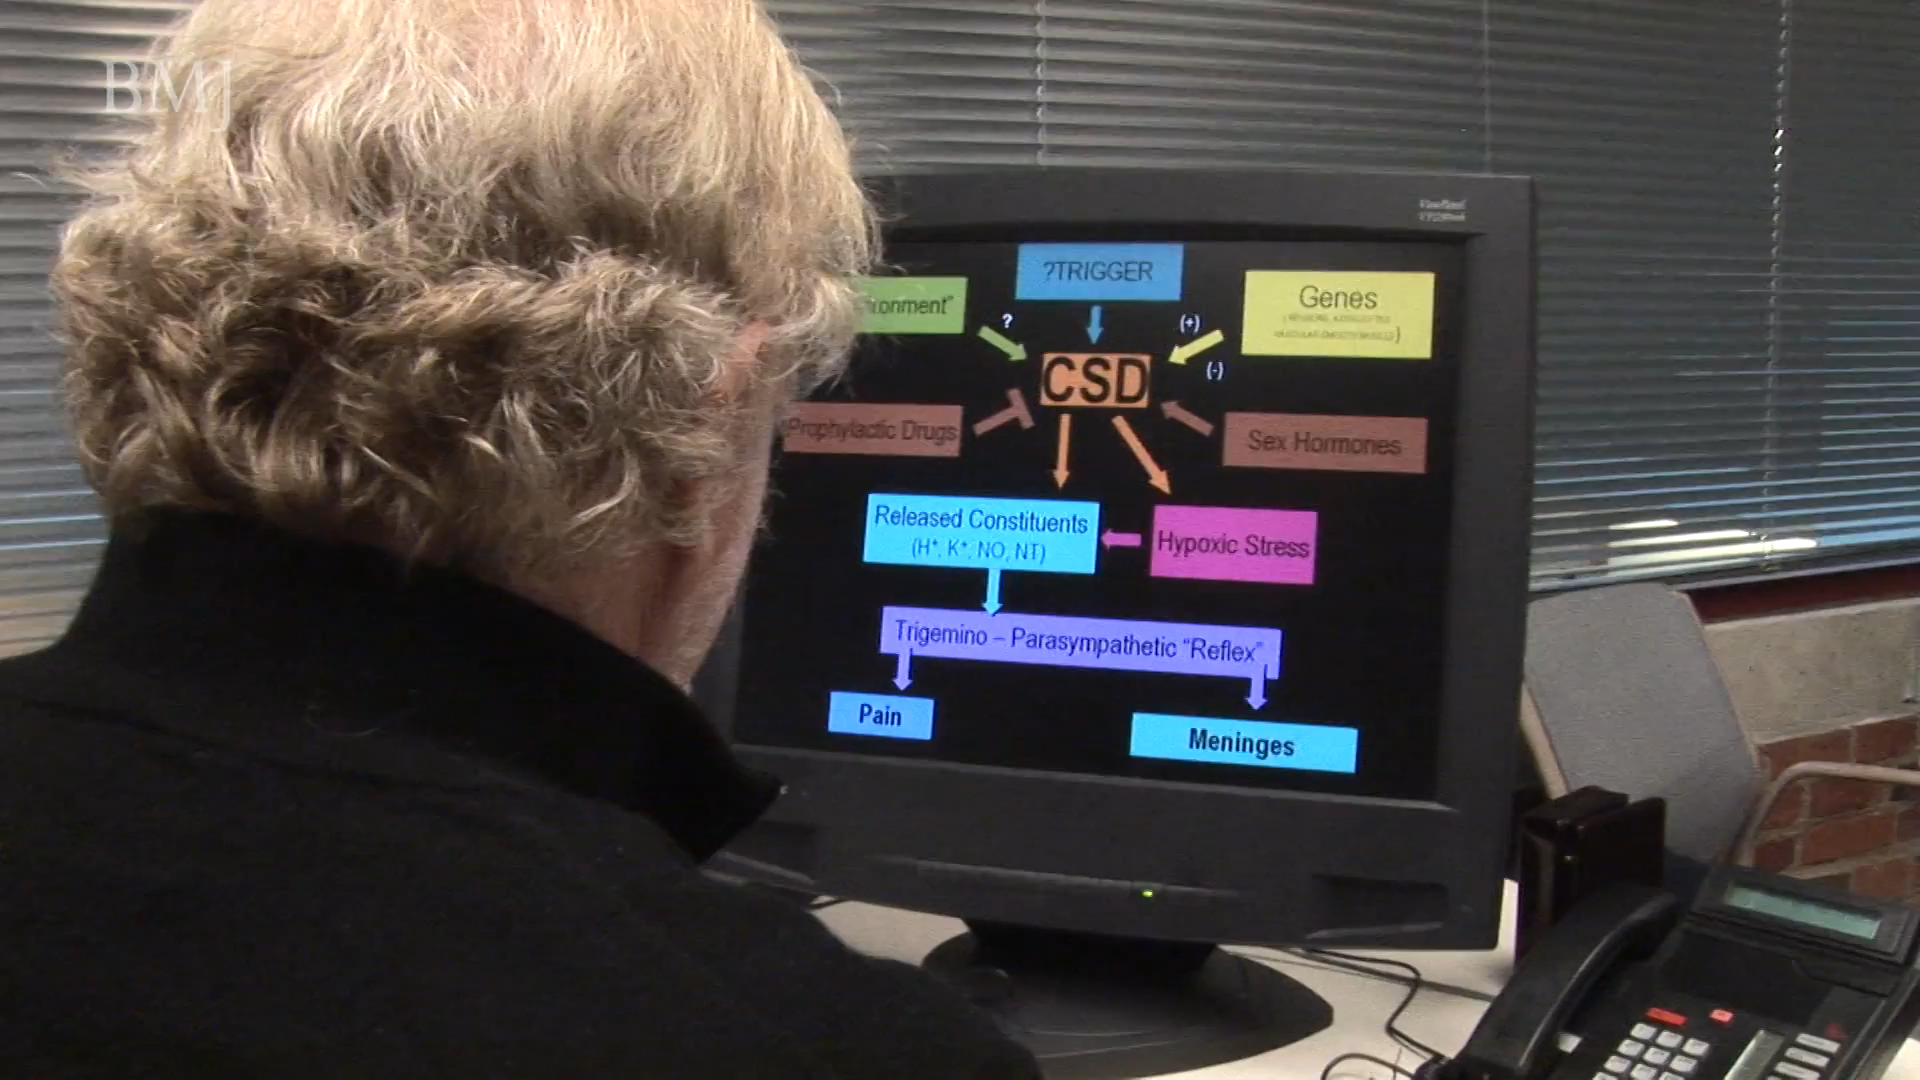 BMJ
ViewSonic
?TRIGGER
ironment"
Genes
?
(+)
CSD
(-)
Prophylactic Drugs
Sex Hormones
Released Constituents
(H⁺, K⁺, NO, NT)
Hypoxic Stress
Trigemino – Parasympathetic "Reflex"
Pain
Meninges